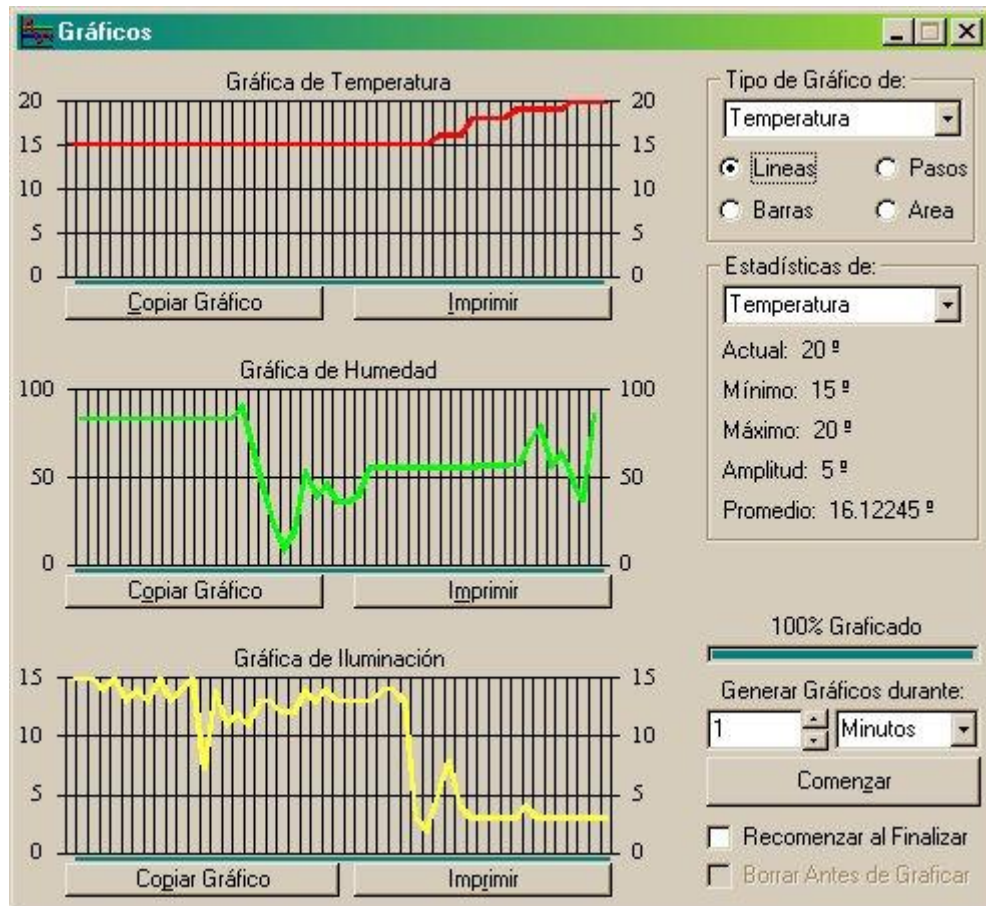 Gráficos
Gráfica de Temperatura
20
15
10
5
0
20
15
10
5
0
Copiar Gráfico
Imprimir
Gráfica de Humedad
100
50
0
100
50
0
Copiar Gráfico
Imprimir
Gráfica de Iluminación
15
10
5
0
15
10
5
0
Copiar Gráfico
Imprimir
Tipo de Gráfico de:
Temperatura
Lineas
Pasos
Barras
Area
Estadísticas de:
Temperatura
Actual: 20 º
Mínimo: 15 º
Máximo: 20 º
Amplitud: 5 º
Promedio: 16.12245 º
100% Graficado
Generar Gráficos durante:
1
Minutos
Comenzar
Recomenzar al Finalizar
Borrar Antes de Graficar